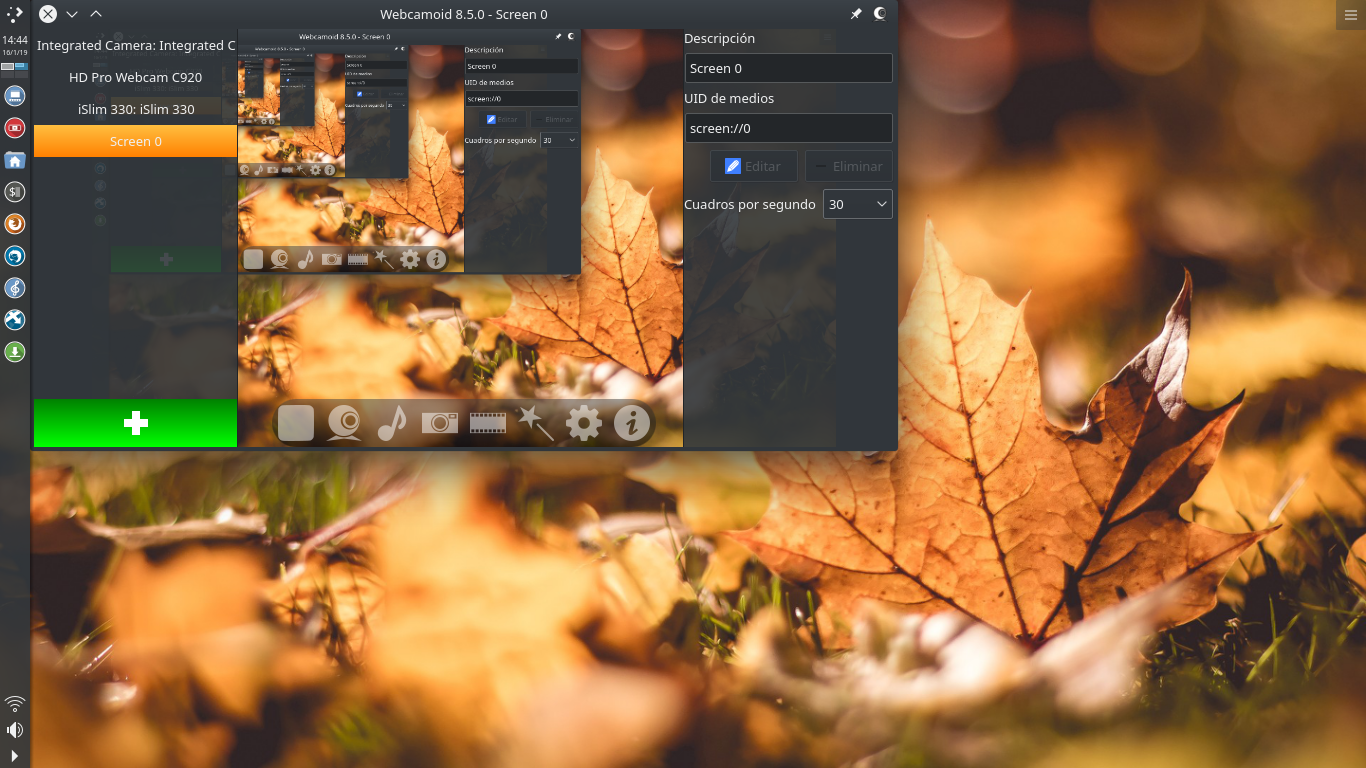 Webcamoid 8.5.0 - Screen 0
14:44
16/1/19
Integrated Camera: Integrated C
HD Pro Webcam C920
iSlim 330: iSlim 330
Screen 0
Webcamoid 8.5.0 - Screen 0
Descripción
Screen 0
UID de medios
screen://0
Editar
Eliminar
Cuadros por segundo
30
Descripción
Screen 0
UID de medios
screen://0
Editar
Eliminar
Cuadros por segundo
30